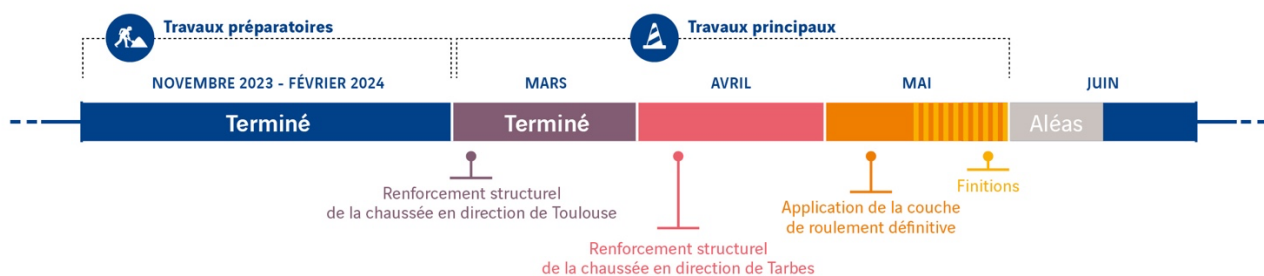 Travaux préparatoires
Travaux principaux
NOVEMBRE 2023 - FÉVRIER 2024
MARS
AVRIL
MAI
JUIN
Terminé
Terminé
Aléas
Renforcement structurel
de la chaussée en direction de Toulouse
Renforcement structurel
de la chaussée en direction de Tarbes
Application de la couche
de roulement définitive
Finitions